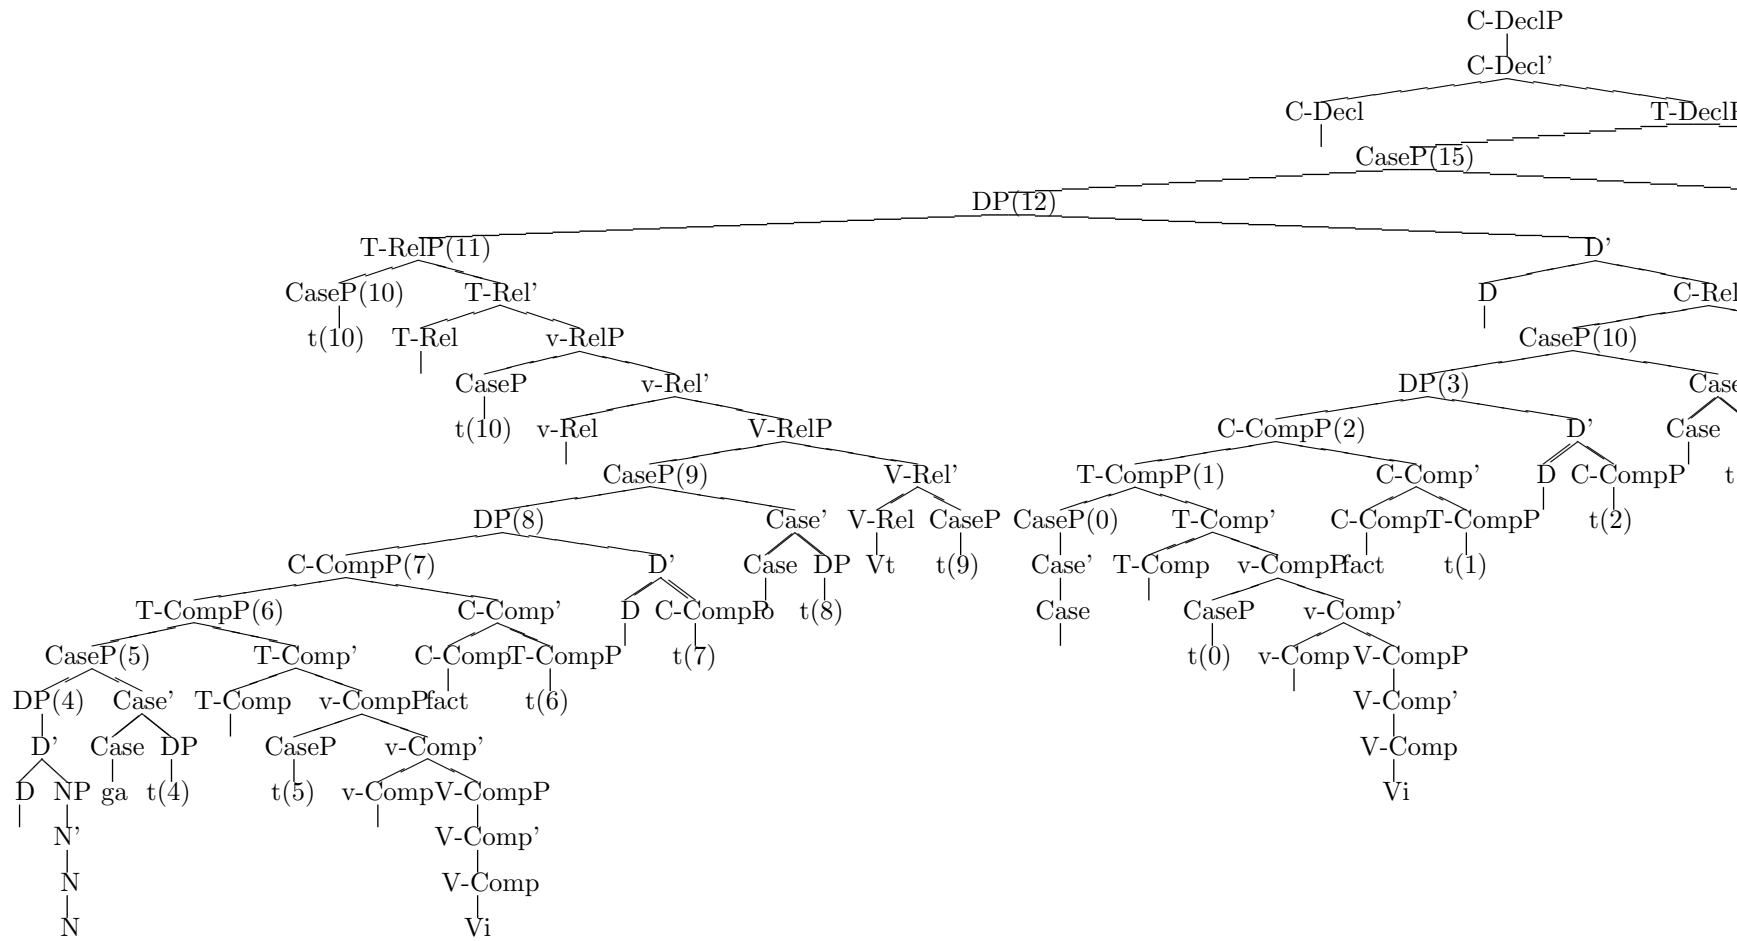 C-DeclP
C-Decl'
C-Decl T-DeclP
CaseP(15)
DP(12)
T-RelP(11) D'
CaseP(10) T-Rel' D C-Rel
t(10) T-Rel v-RelP CaseP(10)
CaseP v-Rel' DP(3) Case
t(10) v-Rel V-RelP C-CompP(2) D' Case
CaseP(9) V-Rel' T-CompP(1) C-Comp' D C-CompP t
DP(8) Case' V-Rel CaseP CaseP(0) T-Comp' C-Comp T-CompP t(2)
C-CompP(7) D' Case DP Vt t(9) Case' T-Comp v-CompP fact t(1)
T-CompP(6) C-Comp' D C-CompP o t(8) Case CaseP v-Comp'
CaseP(5) T-Comp' C-Comp T-CompP t(7) t(0) v-Comp V-CompP
DP(4) Case' T-Comp v-CompP fact t(6) V-Comp'
D' Case DP CaseP v-Comp' V-Comp
D NP ga t(4) t(5) v-Comp V-CompP Vi
N' V-Comp'
N V-Comp
N Vi